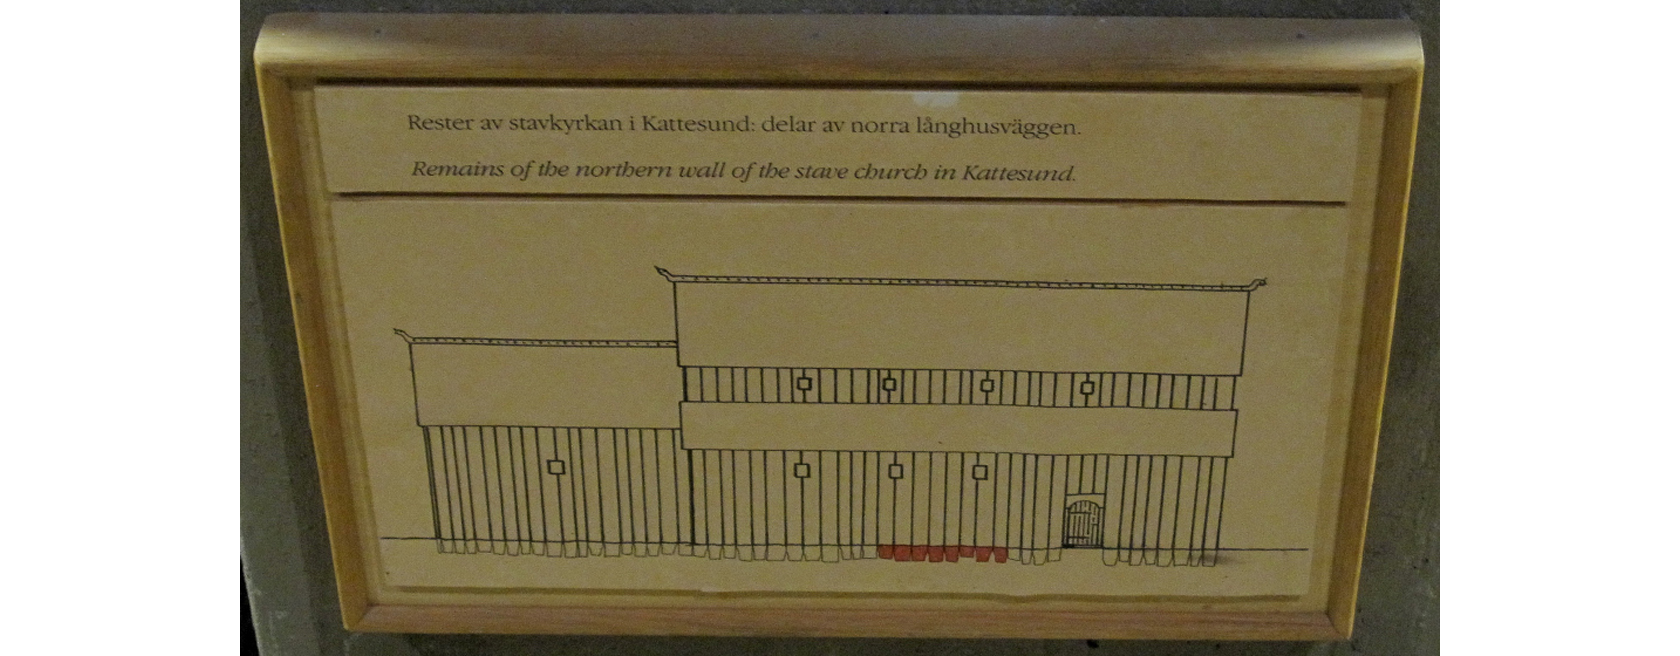 Rester av stavkyrkan i Kattesund: delar av norra långhusväggen.
Remains of the northern wall of the stave church in Kattesund.